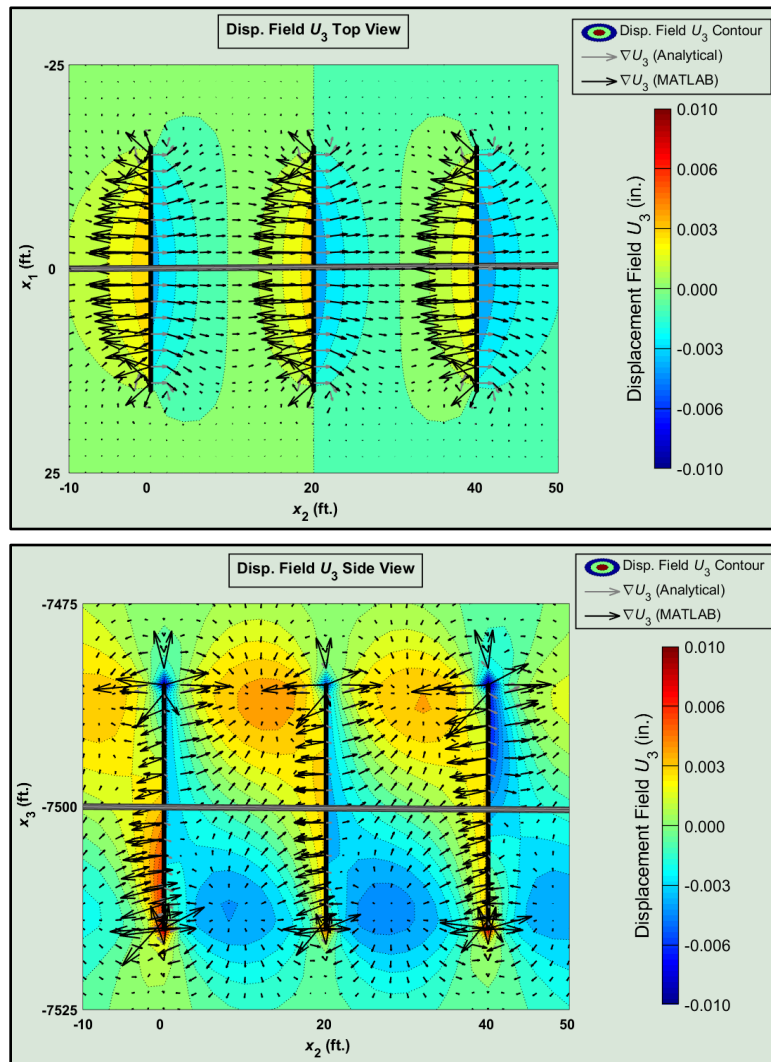 Disp. Field U3 Top View
Disp. Field U3 Contour
∇U3 (Analytical)
∇U3 (MATLAB)
-25
0
25
x1 (ft.)
-10
0
20
40
50
x2 (ft.)
0.010
0.006
0.003
0.000
-0.003
-0.006
-0.010
Displacement Field U3 (in.)
Disp. Field U3 Side View
Disp. Field U3 Contour
∇U3 (Analytical)
∇U3 (MATLAB)
-7475
-7500
-7525
x3 (ft.)
-10
0
20
40
50
x2 (ft.)
0.010
0.006
0.003
0.000
-0.003
-0.006
-0.010
Displacement Field U3 (in.)